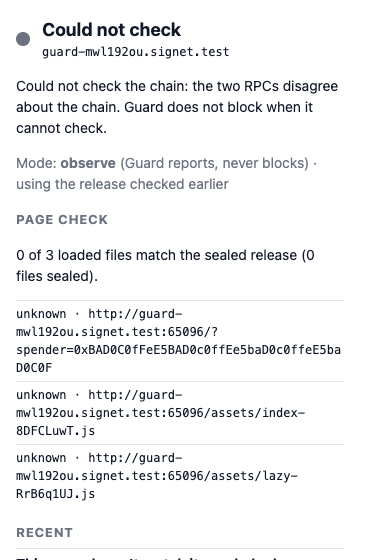 Could not check
guard-mwl192ou.signet.test
Could not check the chain: the two RPCs disagree
about the chain. Guard does not block when it
cannot check.
Mode: observe (Guard reports, never blocks) ·
using the release checked earlier
PAGE CHECK
0 of 3 loaded files match the sealed release (0
files sealed).
unknown · http://guard-
mwl192ou.signet.test:65096/?
spender=0xBAD0C0fFeE5BAD0c0ffEe5baD0c0ffeE5ba
D0C0F
unknown · http://guard-
mwl192ou.signet.test:65096/assets/index-
8DFCLuwT.js
unknown · http://guard-
mwl192ou.signet.test:65096/assets/lazy-
RrB6q1UJ.js
RECENT